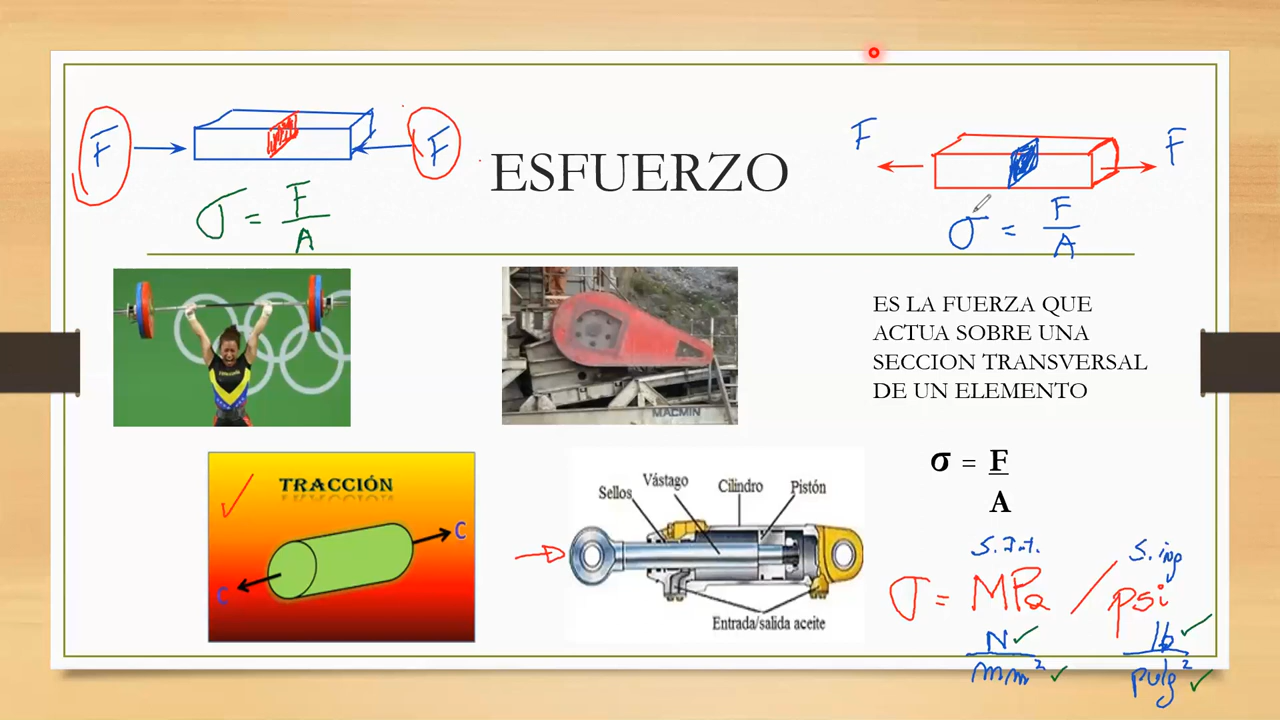 F
F
σ = F
A
ESFUERZO
F
F
σ = F
A
ES LA FUERZA QUE
ACTUA SOBRE UNA
SECCION TRANSVERSAL
DE UN ELEMENTO
MACMIN
TRACCIÓN
C
C
Sellos
Vástago
Cilindro
Pistón
Entrada/salida aceite
σ = F
A
S. Int.
S. ing
σ = MPa / psi
N
mm²
lb
pulg²